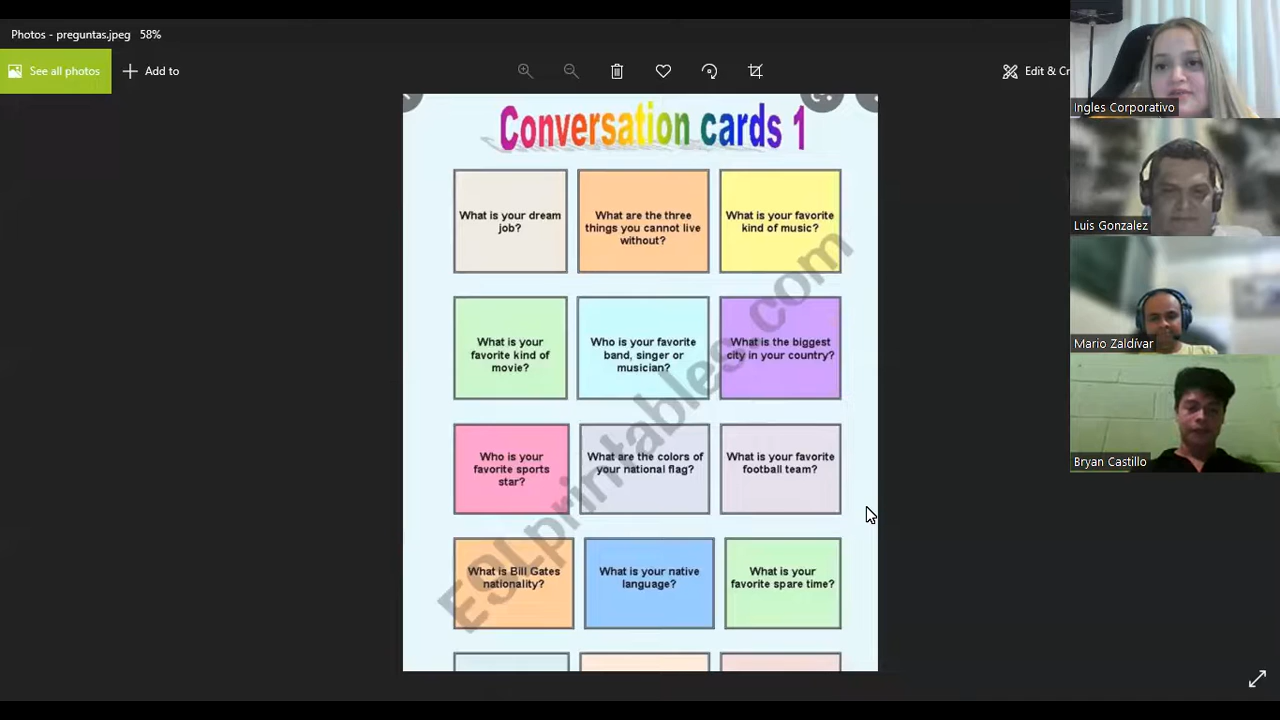 Photos - preguntas.jpeg 58%
See all photos
Add to
Conversation cards 1
What is your dream
job?
What are the three
things you cannot live
without?
What is your favorite
kind of music?
What is your
favorite kind of
movie?
Who is your favorite
band, singer or
musician?
What is the biggest
city in your country?
Who is your
favorite sports
star?
What are the colors of
your national flag?
What is your favorite
football team?
What is Bill Gates
nationality?
What is your native
language?
What is your
favorite spare time?
ESLprintables.com
Ingles Corporativo
Luis Gonzalez
Mario Zaldívar
Bryan Castillo